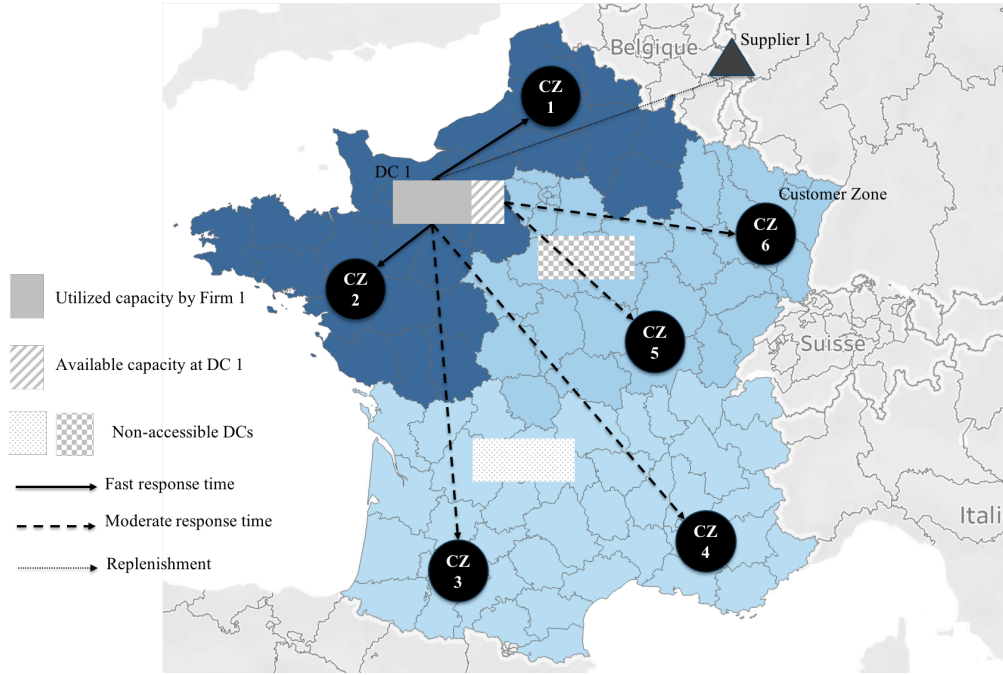 Belgique
Supplier 1
CZ
1
DC 1
Customer Zone
CZ
6
CZ
2
Utilized capacity by Firm 1
CZ
5
Suisse
Available capacity at DC 1
Non-accessible DCs
Fast response time
Moderate response time
Itali
CZ
4
Replenishment
CZ
3